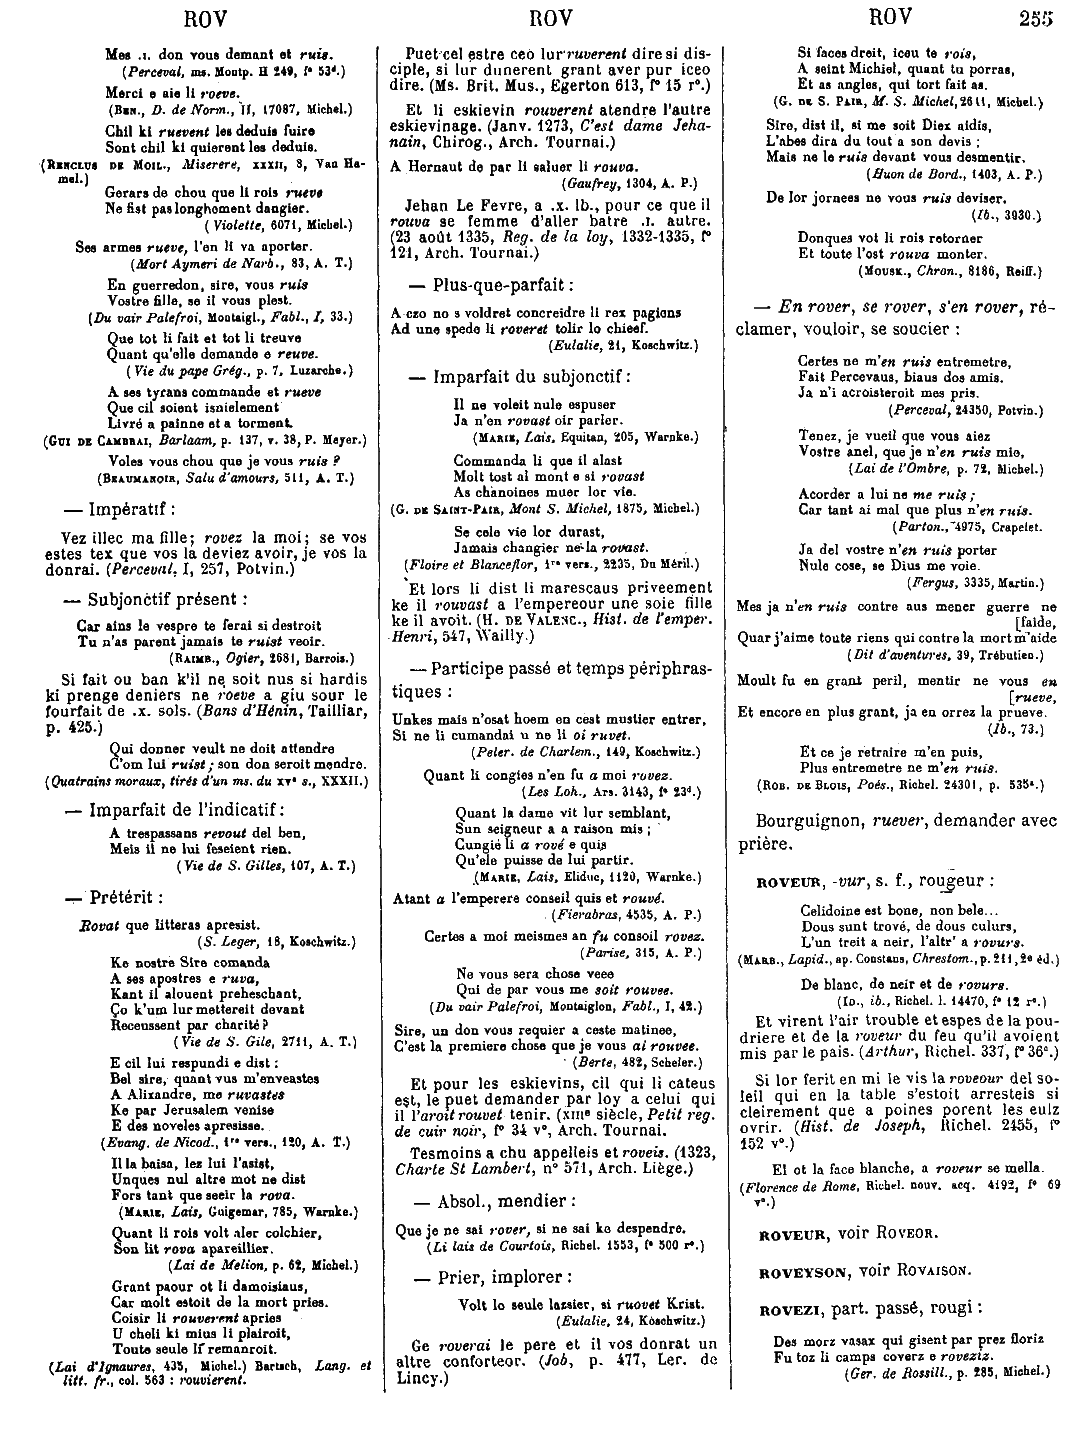 ROV
ROV
ROV
255
Mes .I. don vous demant et ruis.
(Perceval, ms. Montp. H 249, f° 53ᵈ.)
Merci e aie li roeve.
(Ben., D. de Norm., II, 17087, Michel.)
Chil ki ruevent les deduis fuire
Sont chil ki quierent les deduis.
(Renclus de Moil., Miserere, xxxii, 8, Van Ha-
mel.)
Gerars de chou que li rois rueve
Ne fist pas longhement dangier.
(Violette, 6071, Michel.)
Ses armes rueve, l'en li va aporter.
(Mort Aymeri de Narb., 83, A. T.)
En guerredon, sire, vous ruis
Vostre fille, se il vous plest.
(Du vair Palefroi, Montaigl., Fabl., I, 33.)
Que tot li fait et tot li treuve
Quant qu'elle demande e reuve.
(Vie du pape Grég., p. 7, Luzarche.)
A ses tyrans commande et rueve
Que cil soient isnielement
Livré a painne et a torment.
(Gui de Cambrai, Barlaam, p. 137, v. 38, P. Meyer.)
Voles vous chou que je vous ruis ?
(Beaumanoir, Salu d'amours, 511, A. T.)
— Impératif :
Vez illec ma fille; rovez la moi; se vos
estes tex que vos la deviez avoir, je vos la
donrai. (Perceval, I, 257, Potvin.)
— Subjonctif présent :
Car ains le vespre te ferai si destroit
Tu n'as parent jamais te ruist veoir.
(Raimb., Ogier, 2681, Barrois.)
Si fait ou ban k'il ne soit nus si hardis
ki prenge deniers ne roeve a giu sour le
fourfait de .x. sols. (Bans d'Hénin, Tailliar,
p. 425.)
Qui donner veult ne doit attendre
C'om lui ruist; son don seroit mendre.
(Quatrains moraux, tirés d'un ms. du xvᵉ s., XXXII.)
— Imparfait de l'indicatif :
A trespassans revout del ben,
Meis il ne lui feseient rien.
(Vie de S. Gilles, 107, A. T.)
— Prétérit :
Rovat que litteras apresist.
(S. Leger, 18, Koschwitz.)
Ke nostre Sire comanda
A ses apostres e ruva,
Kant il alouent preheschant,
Ço k'um lur mettereit devant
Receussent par charité?
(Vie de S. Gile, 2711, A. T.)
E cil lui respundi e dist :
Bel sire, quant vus m'enveastes
A Alixandre, me ruvastes
Ke par Jerusalem venise
E des noveles apresisse.
(Evang. de Nicod., 1ʳᵉ vers., 120, A. T.)
Il la baisa, lez lui l'asist,
Unques nul altre mot ne dist
Fors tant que seeir la rova.
(Marie, Lais, Guigemar, 785, Warnke.)
Quant li rois volt aler colchier,
Son lit rova apareillier.
(Lai de Melion, p. 62, Michel.)
Grant paour ot li damoisiaus,
Car molt estoit de la mort pries.
Coisir li rouverent apries
U cheli ki mius li plairoit,
Toute seule lI remanroit.
(Lai d'Ignaures, 435, Michel.) Bartsch, Lang. et
litt. fr., col. 563 : rouvierent.
Puet cel estre ceo lur ruverent dire si dis-
ciple, si lur dunerent grant aver pur iceo
dire. (Ms. Brit. Mus., Egerton 613, f° 15 r°.)
Et li eskievin rouverent atendre l'autre
eskievinage. (Janv. 1273, C'est dame Jeha-
nain, Chirog., Arch. Tournai.)
A Hernaut de par li saluer li rouva.
(Gaufrey, 1304, A. P.)
Jehan Le Fevre, a .x. lb., pour ce que il
rouva se femme d'aller batre .I. autre.
(23 août 1335, Reg. de la loy, 1332-1335, f°
121, Arch. Tournai.)
— Plus-que-parfait :
A czo no s voldret concreidre li rex pagiens
Ad une spede li roveret tolir lo chieef.
(Eulalie, 21, Koschwitz.)
— Imparfait du subjonctif :
Il ne voleit nule espuser
Ja n'en rovast oir parler.
(Marie, Lais, Equitan, 205, Warnke.)
Commanda li que il alast
Molt tost al mont e si rovast
As chanoines muer lor vie.
(G. de Saint-Pair, Mont S. Michel, 1875, Michel.)
Se cele vie lor durast,
Jamais changier ne la rovast.
(Floire et Blanceflor, 1ʳᵉ vers., 2235, Du Méril.)
Et lors li dist li marescaus priveement
ke il rouvast a l'empereour une soie fille
ke il avoit. (H. de Valenc., Hist. de l'emper.
Henri, 547, Wailly.)
— Participe passé et temps périphras-
tiques :
Unkes mais n'osat hoem en cest mustier entrer,
Si ne li cumandai u ne li oi ruvet.
(Peler. de Charlem., 149, Koschwitz.)
Quant li congies n'en fu a moi rovez.
(Les Loh., Ars. 3143, f° 23ᵈ.)
Quant la dame vit lur semblant,
Sun seigneur a a raison mis ;
Cungié li a rové e quis
Qu'ele puisse de lui partir.
(Marie, Lais, Eliduc, 1120, Warnke.)
Atant a l'emperere conseil quis et rouvé.
(Fierabras, 4535, A. P.)
Certes a moi meismes an fu consoil rovez.
(Parise, 315, A. P.)
Ne vous sera chose veee
Qui de par vous me soit rouvee.
(Du vair Palefroi, Montaiglon, Fabl., I, 42.)
Sire, un don vous requier a ceste matinee,
C'est la premiere chose que je vous ai rouvee.
(Berte, 482, Scheler.)
Et pour les eskievins, cil qui li cateus
est, le puet demander par loy a celui qui
il l'aroit rouvet tenir. (xiiiᵉ siècle, Petit reg.
de cuir noir, f° 34 v°, Arch. Tournai.
Tesmoins a chu appelleis et roveis. (1323,
Charte St Lambert, n° 571, Arch. Liège.)
— Absol., mendier :
Que je ne sai rover, si ne sai ke despendre.
(Li lais de Courtois, Richel. 1553, f° 500 r°.)
— Prier, implorer :
Volt lo seule lazsier, si ruovet Krist.
(Eulalie, 24, Koschwitz.)
Ge roverai le pere et il vos donrat un
altre conforteor. (Job, p. 477, Ler. de
Lincy.)
Si faces droit, iceu te rois,
A seint Michiel, quant tu porras,
Et as angles, qui tort fait as.
(G. de S. Pair, M. S. Michel, 2611, Michel.)
Sire, dist il, si me soit Diex aidis,
L'abes dira du tout a son devis ;
Mais ne le ruis devant vous desmentir.
(Huon de Bord., 1403, A. P.)
De lor jornees ne vous ruis deviser.
(Ib., 3930.)
Donques vot li rois retorner
Et toute l'ost rouva monter.
(Mousk., Chron., 8186, Reiff.)
— En rover, se rover, s'en rover, ré-
clamer, vouloir, se soucier :
Certes ne m'en ruis entremetre,
Fait Percevaus, biaus dos amis.
Ja n'i acroisteroit mes pris.
(Perceval, 24350, Potvin.)
Tenez, je vueil que vous aiez
Vostre anel, que je n'en ruis mie,
(Lai de l'Ombre, p. 72, Michel.)
Acorder a lui ne me ruis ;
Car tant ai mal que plus n'en ruis.
(Parton., 4975, Crapelet.
Ja del vostre n'en ruis porter
Nule cose, se Dius me voie.
(Fergus, 3335, Martin.)
Mes ja n'en ruis contre aus mener guerre ne
[faide,
Quar j'aime toute riens qui contre la mort m'aide
(Dit d'aventures, 39, Trébutien.)
Moult fu en grant peril, mentir ne vous en
[rueve,
Et encore en plus grant, ja en orrez la prueve.
(Ib., 73.)
Et ce je retraire m'en puis,
Plus entremetre ne m'en ruis.
(Rob. de Blois, Poés., Richel. 24301, p. 535ᵃ.)
Bourguignon, ruever, demander avec
prière.
ROVEUR, -vur, s. f., rougeur :
Celidoine est bone, non bele...
Dous sunt trové, de dous culurs,
L'un treit a neir, l'altr' a rovurs.
(Marb., Lapid., ap. Constans, Chrestom., p. 211, 2ᵉ éd.)
De blanc, de neir et de rovurs.
(Id., ib., Richel. l. 14470, f° 12 r°.)
Et virent l'air trouble et espes de la pou-
driere et de la roveur du feu qu'il avoient
mis par le pais. (Arthur, Richel. 337, f° 36ᵉ.)
Si lor ferit en mi le vis la roveour del so-
leil qui en la table s'estoit arresteis si
cleirement que a poines porent les eulz
ovrir. (Hist. de Joseph, Richel. 2455, f°
152 v°.)
El ot la face blanche, a roveur se mella.
(Florence de Rome, Richel. nouv. acq. 4192, f° 69
v°.)
ROVEUR, voir Roveor.
ROVEYSON, voir Rovaison.
ROVEZI, part. passé, rougi :
Des morz vasax qui gisent par prez floriz
Fu toz li camps coverz e roveziz.
(Ger. de Rossill., p. 285, Michel.)